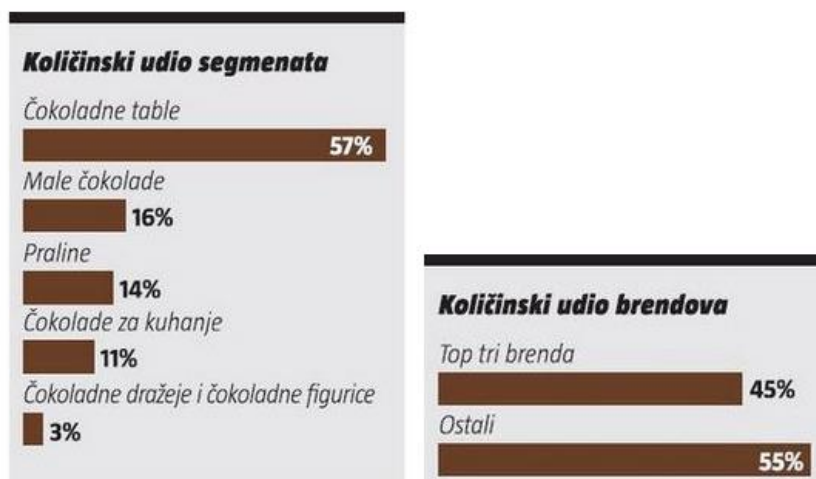 Količinski udio segmenata
Čokoladne table
57%
Male čokolade
16%
Praline
14%
Čokolade za kuhanje
11%
Čokoladne dražeje i čokoladne figurice
3%
Količinski udio brendova
Top tri brenda
45%
Ostali
55%